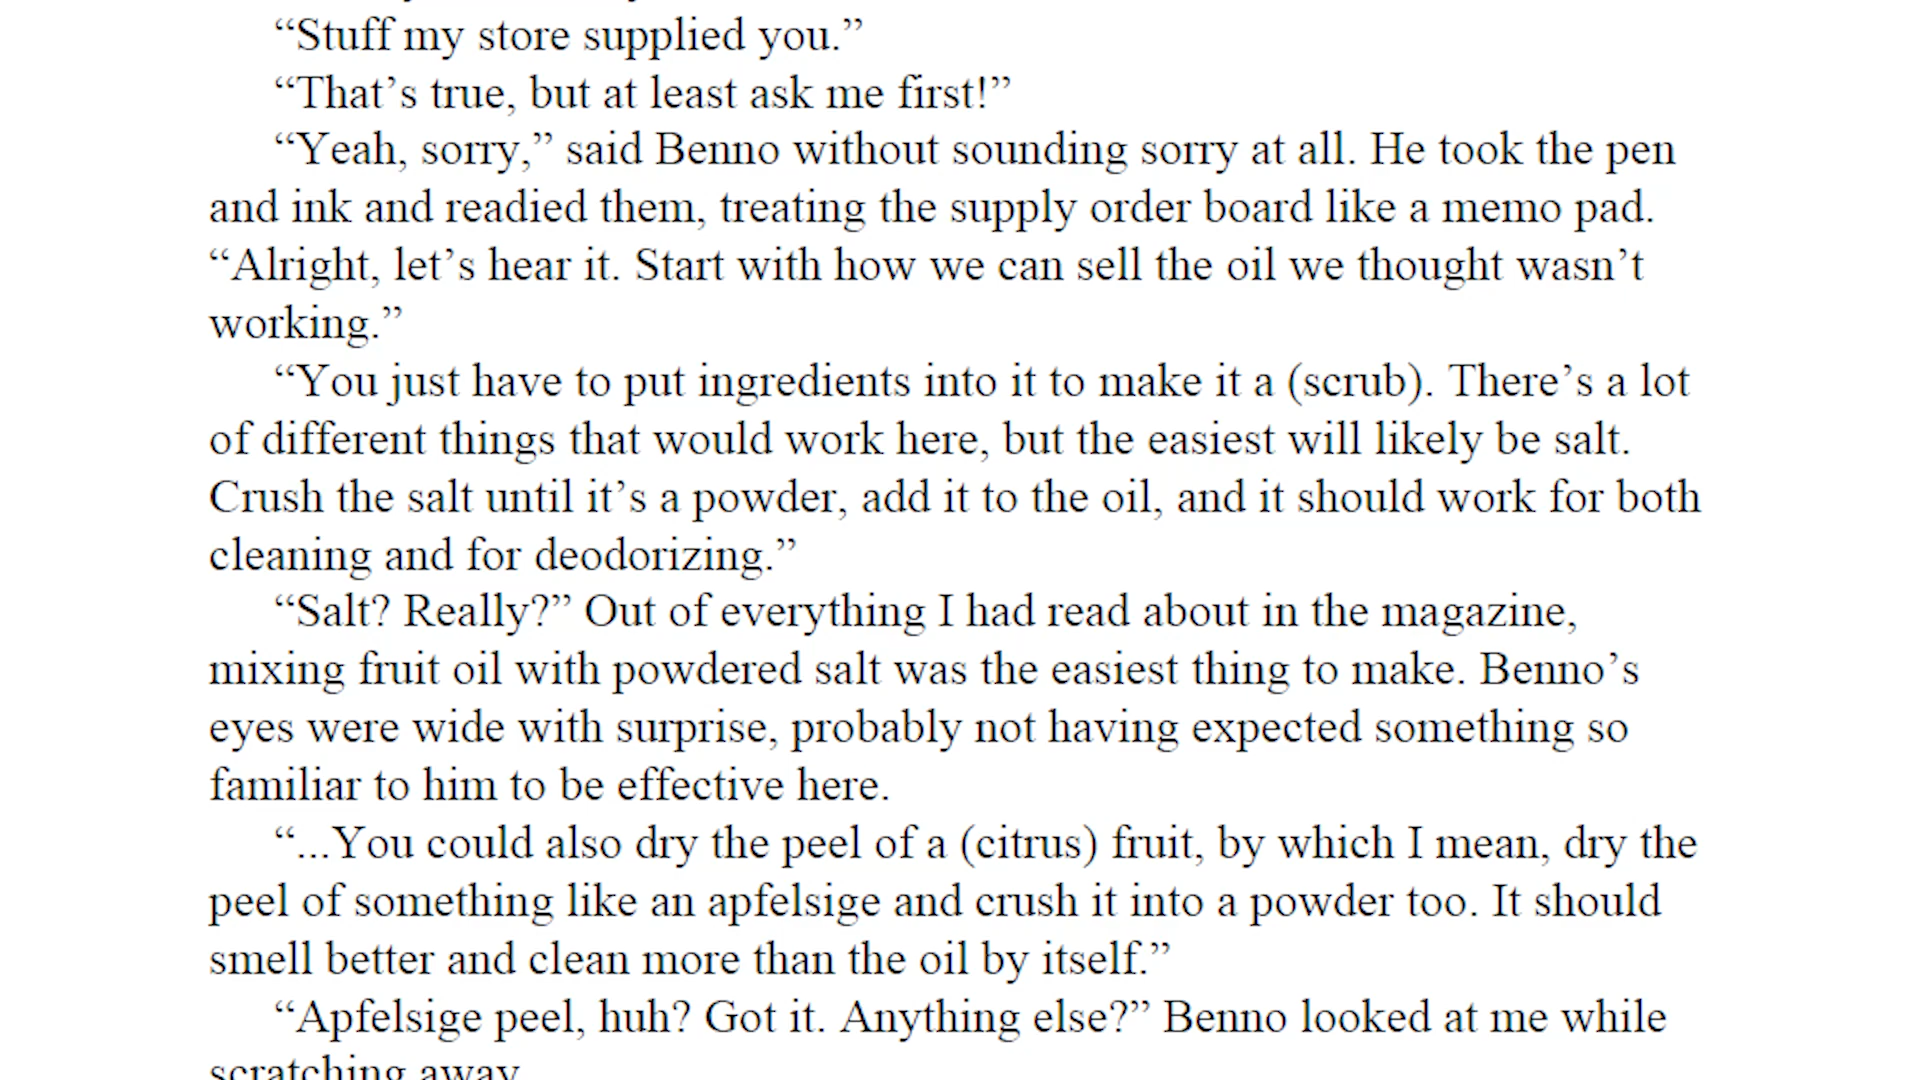 “Stuff my store supplied you.”
“That’s true, but at least ask me first!”
“Yeah, sorry,” said Benno without sounding sorry at all. He took the pen
and ink and readied them, treating the supply order board like a memo pad.
“Alright, let’s hear it. Start with how we can sell the oil we thought wasn’t
working.”
“You just have to put ingredients into it to make it a (scrub). There’s a lot
of different things that would work here, but the easiest will likely be salt.
Crush the salt until it’s a powder, add it to the oil, and it should work for both
cleaning and for deodorizing.”
“Salt? Really?” Out of everything I had read about in the magazine,
mixing fruit oil with powdered salt was the easiest thing to make. Benno’s
eyes were wide with surprise, probably not having expected something so
familiar to him to be effective here.
“...You could also dry the peel of a (citrus) fruit, by which I mean, dry the
peel of something like an apfelsige and crush it into a powder too. It should
smell better and clean more than the oil by itself.”
“Apfelsige peel, huh? Got it. Anything else?” Benno looked at me while
scratching away